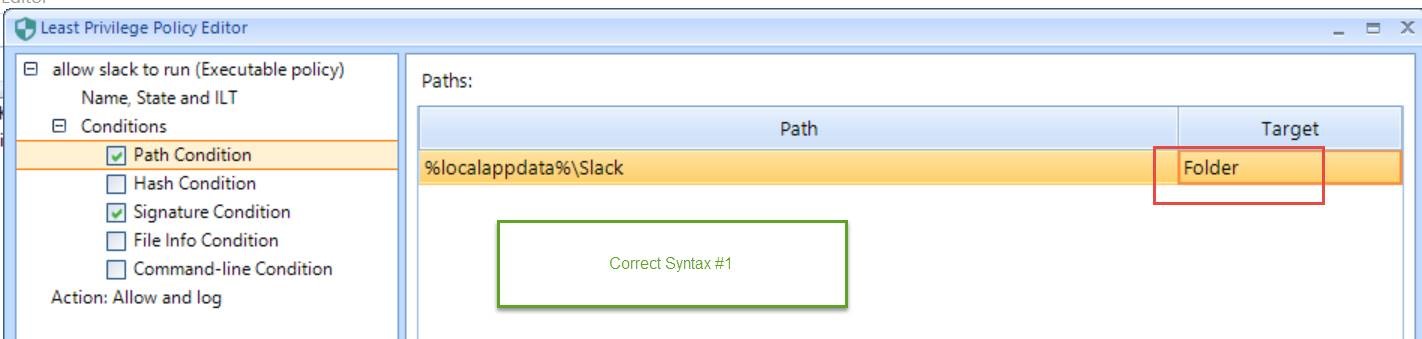 Editor
Least Privilege Policy Editor
allow slack to run (Executable policy)
Name, State and ILT
Conditions
Path Condition
Hash Condition
Signature Condition
File Info Condition
Command-line Condition
Action: Allow and log
Paths:
Path Target
%localappdata%\Slack Folder
Correct Syntax #1